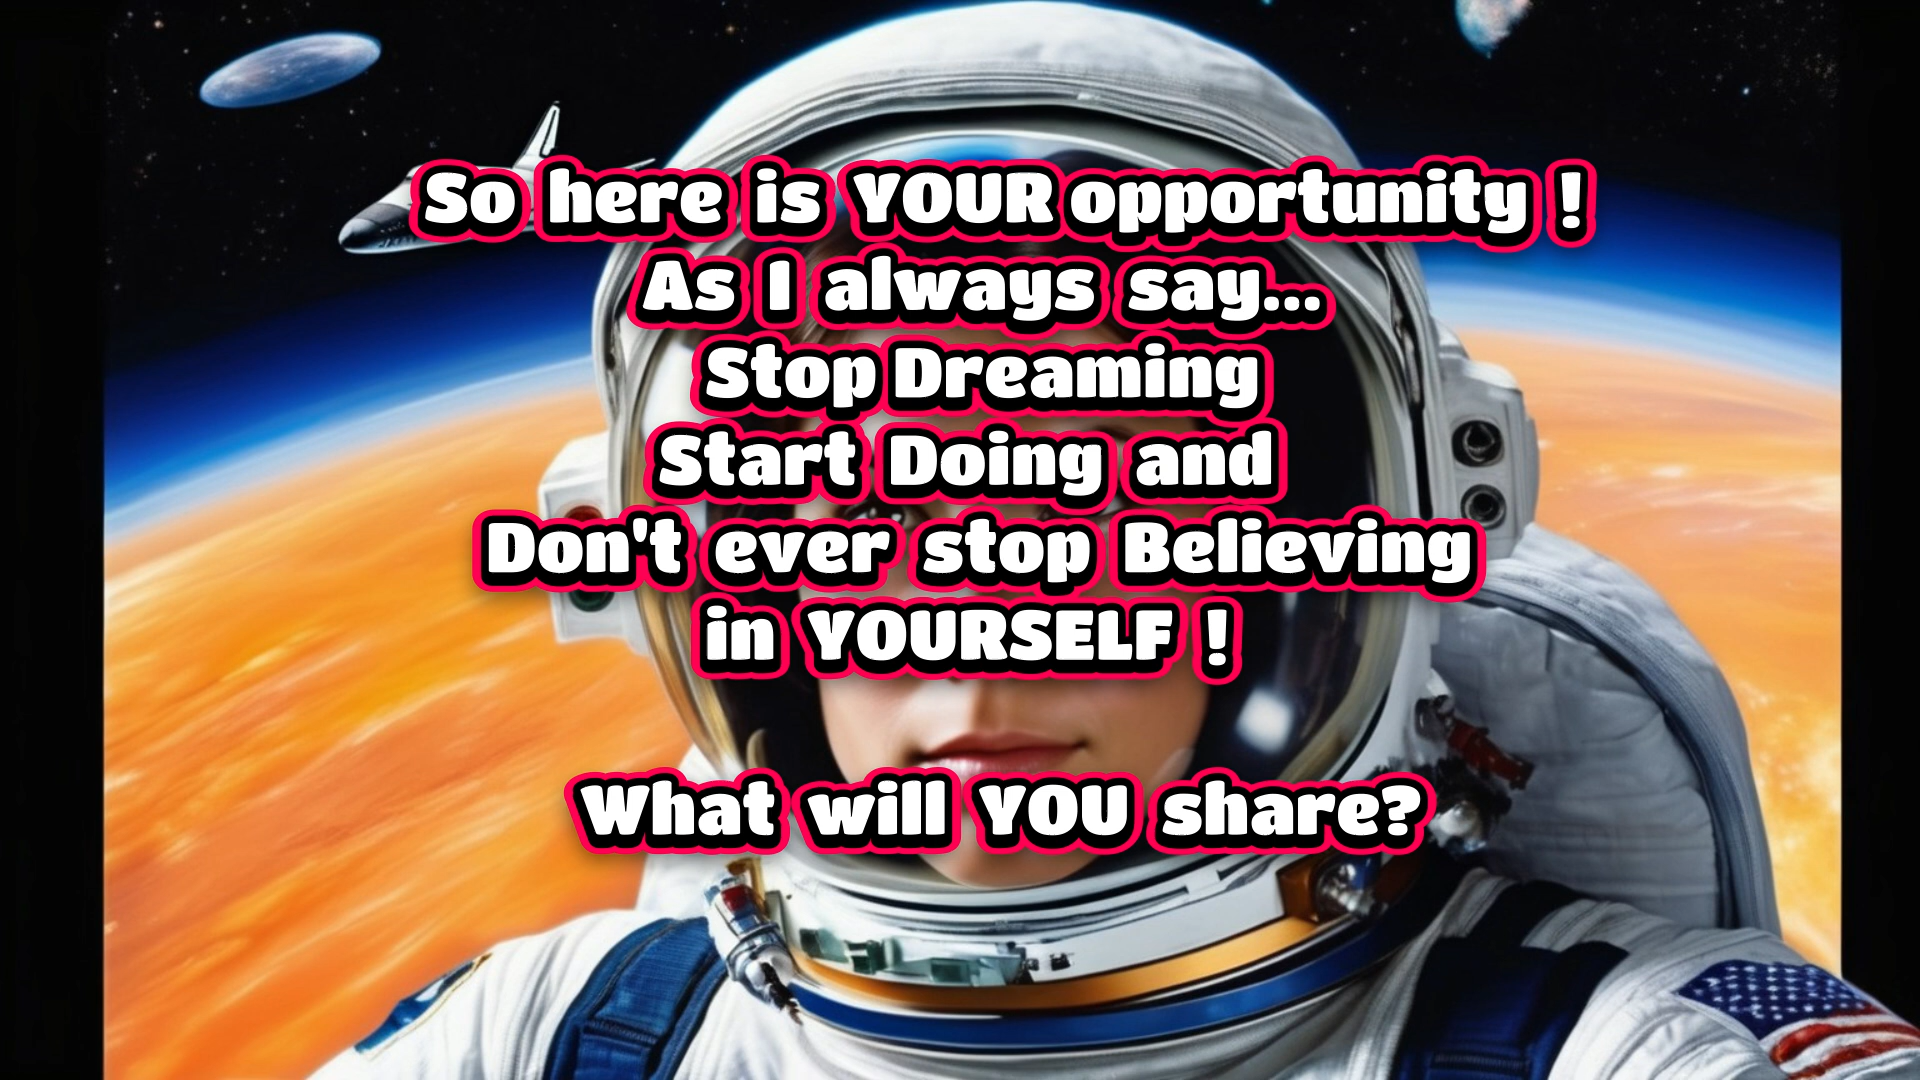 So here is YOUR opportunity !
As I always say...
Stop Dreaming
Start Doing and
Don't ever stop Believing
in YOURSELF !
What will YOU share?